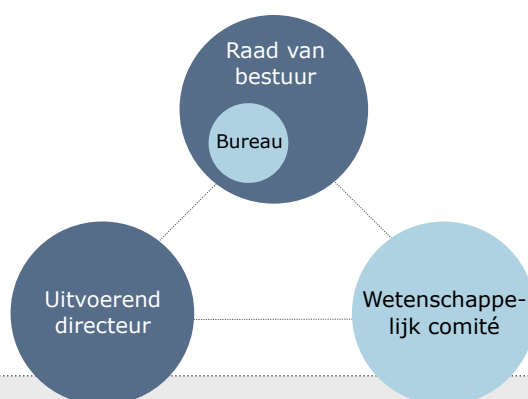 Raad van
bestuur
Bureau
Uitvoerend
directeur
Wetenschappe-
lijk comité